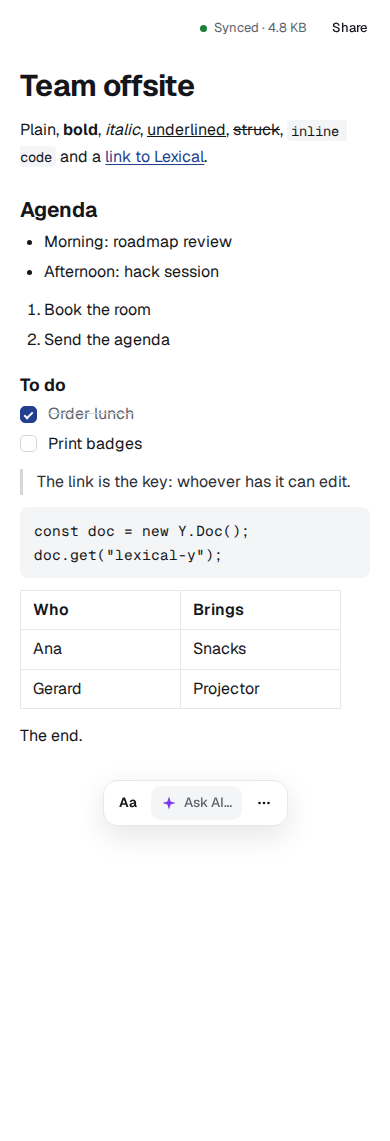 Synced · 4.8 KB Share
Team offsite
Plain, bold, italic, underlined, struck, inline
code and a link to Lexical.
Agenda
• Morning: roadmap review
• Afternoon: hack session
1. Book the room
2. Send the agenda
To do
Order lunch
Print badges
The link is the key: whoever has it can edit.
const doc = new Y.Doc();
doc.get("lexical-y");
Who Brings
Ana Snacks
Gerard Projector
The end.
Aa Ask AI... ···